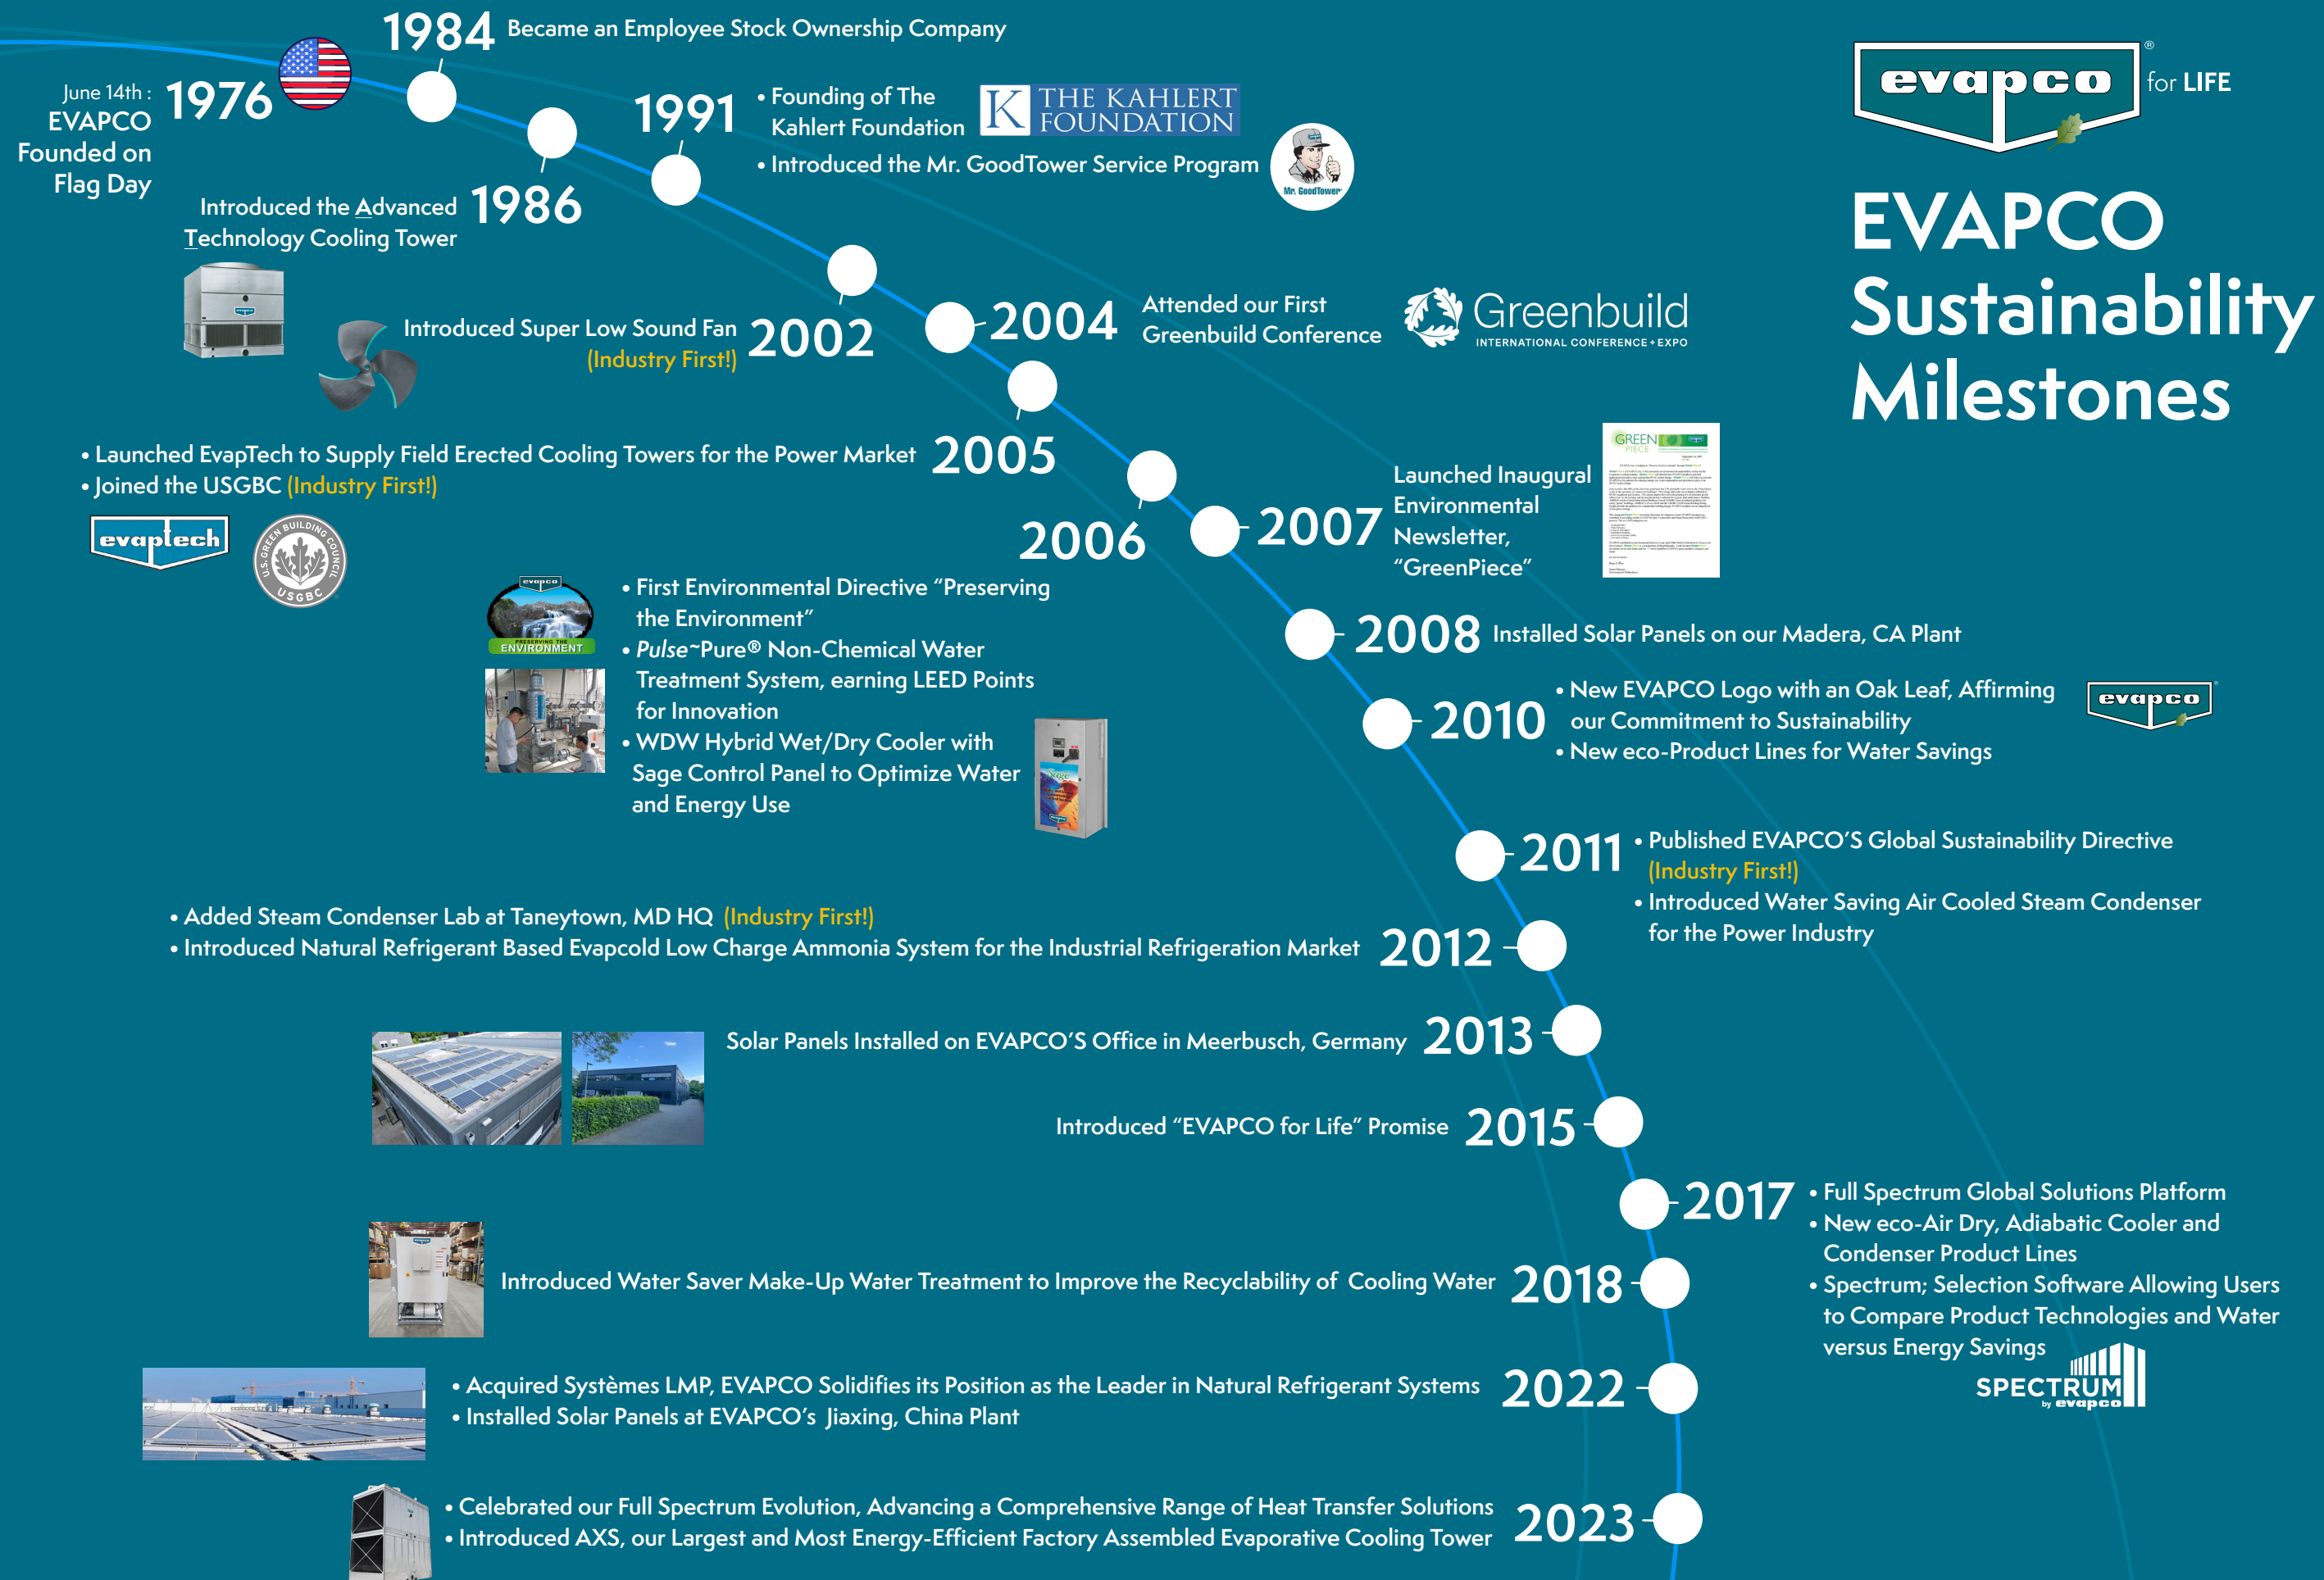 1984 Became an Employee Stock Ownership Company
June 14th :
EVAPCO
Founded on
Flag Day
1976
1991
• Founding of The
Kahlert Foundation
K THE KAHLERT
FOUNDATION
• Introduced the Mr. GoodTower Service Program
Mr. GoodTower
evapco ® for LIFE
EVAPCO
Sustainability
Milestones
Introduced the Advanced
Technology Cooling Tower
1986
Introduced Super Low Sound Fan
(Industry First!)
2002
2004
Attended our First
Greenbuild Conference
Greenbuild
INTERNATIONAL CONFERENCE + EXPO
• Launched EvapTech to Supply Field Erected Cooling Towers for the Power Market
• Joined the USGBC (Industry First!)
2005
evaptech
U.S. GREEN BUILDING COUNCIL
USGBC
2006
evapco
PRESERVING THE
ENVIRONMENT
• First Environmental Directive “Preserving
the Environment”
• Pulse~Pure® Non-Chemical Water
Treatment System, earning LEED Points
for Innovation
• WDW Hybrid Wet/Dry Cooler with
Sage Control Panel to Optimize Water
and Energy Use
Sage
2007
Launched Inaugural
Environmental
Newsletter,
“GreenPiece”
GREEN
PIECE
2008 Installed Solar Panels on our Madera, CA Plant
2010
• New EVAPCO Logo with an Oak Leaf, Affirming
our Commitment to Sustainability
• New eco-Product Lines for Water Savings
evapco
2011
• Published EVAPCO’S Global Sustainability Directive
(Industry First!)
• Introduced Water Saving Air Cooled Steam Condenser
for the Power Industry
• Added Steam Condenser Lab at Taneytown, MD HQ (Industry First!)
• Introduced Natural Refrigerant Based Evapcold Low Charge Ammonia System for the Industrial Refrigeration Market
2012
Solar Panels Installed on EVAPCO’S Office in Meerbusch, Germany 2013
Introduced “EVAPCO for Life” Promise 2015
2017
• Full Spectrum Global Solutions Platform
• New eco-Air Dry, Adiabatic Cooler and
Condenser Product Lines
• Spectrum; Selection Software Allowing Users
to Compare Product Technologies and Water
versus Energy Savings
SPECTRUM
by evapco
Introduced Water Saver Make-Up Water Treatment to Improve the Recyclability of Cooling Water 2018
• Acquired Systèmes LMP, EVAPCO Solidifies its Position as the Leader in Natural Refrigerant Systems
• Installed Solar Panels at EVAPCO’s Jiaxing, China Plant
2022
• Celebrated our Full Spectrum Evolution, Advancing a Comprehensive Range of Heat Transfer Solutions
• Introduced AXS, our Largest and Most Energy-Efficient Factory Assembled Evaporative Cooling Tower
2023